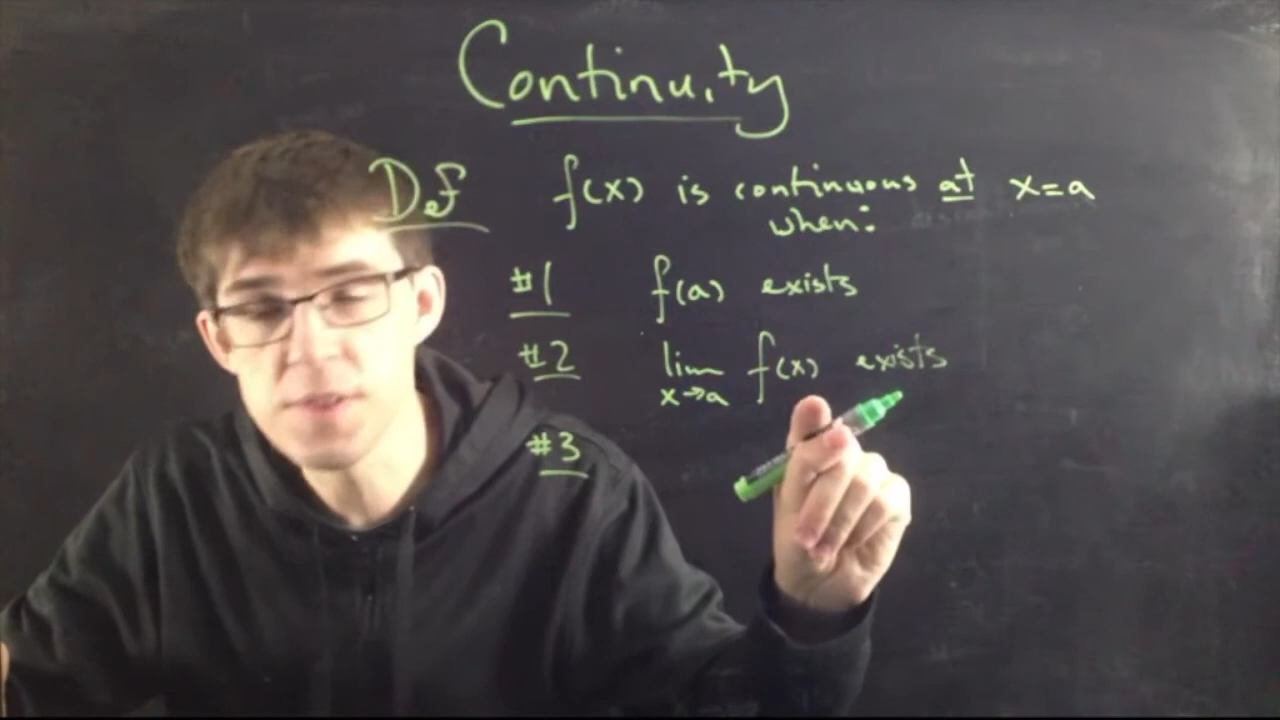 Continuity
Def f(x) is continuous at x=a
when:
#1 f(a) exists
#2 lim f(x) exists
x→a
#3